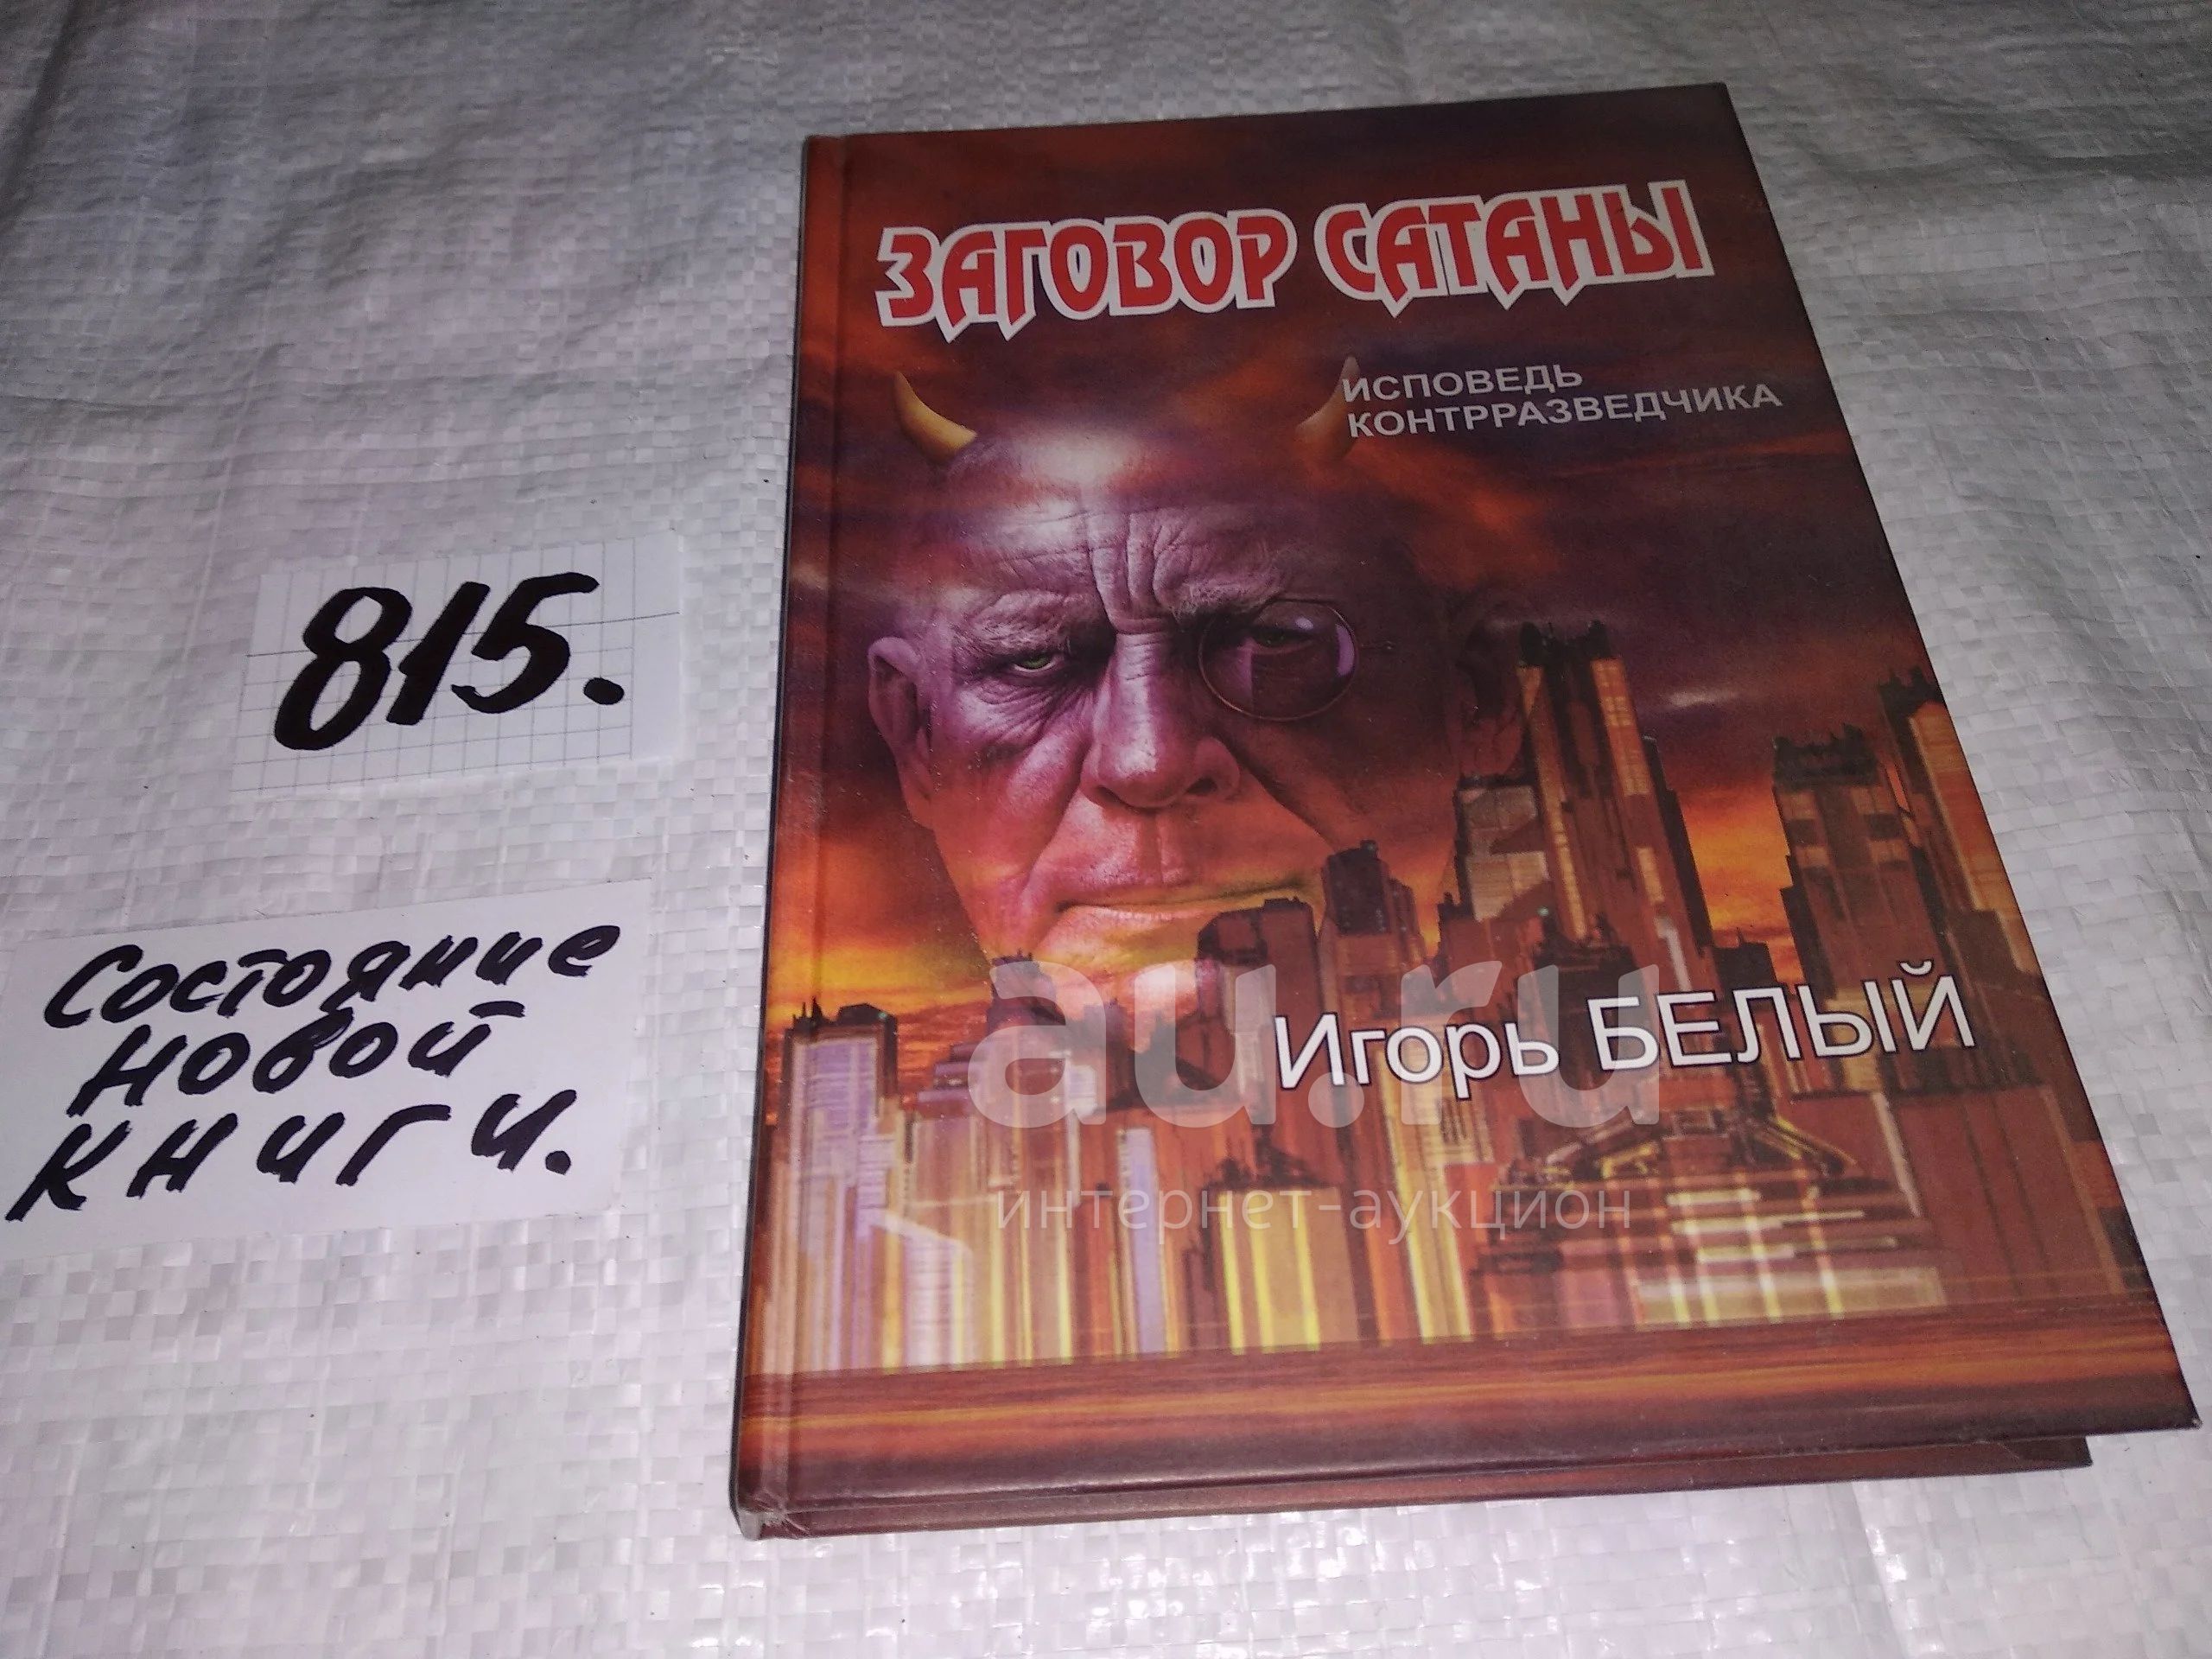 ЗАГОВОР САТАНЫ
ИСПОВЕДЬ
КОНТРРАЗВЕДЧИКА
815.
Состояние
новой
книги.
Игорь БЕЛЫЙ
au.ru
интернет-аукцион